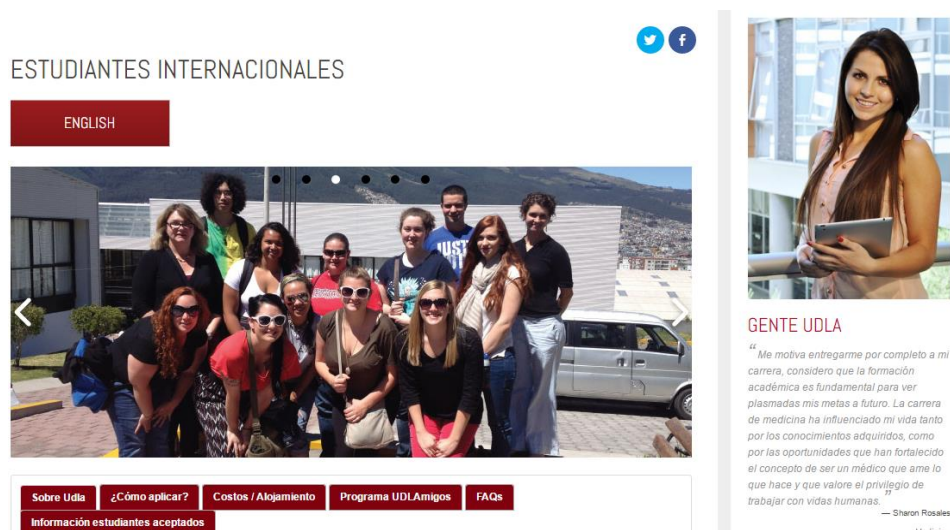 ESTUDIANTES INTERNACIONALES
ENGLISH
JUST
Sobre Udla
¿Cómo aplicar?
Costos / Alojamiento
Programa UDLAmigos
FAQs
Información estudiantes aceptados
GENTE UDLA
“Me motiva entregarme por completo a mi
carrera, considero que la formación
académica es fundamental para ver
plasmadas mis metas a futuro. La carrera
de medicina ha influenciado mi vida tanto
por los conocimientos adquiridos, como
por las oportunidades que han fortalecido
el concepto de ser un médico que ame lo
que hace y que valore el privilegio de
trabajar con vidas humanas.”
— Sharon Rosales